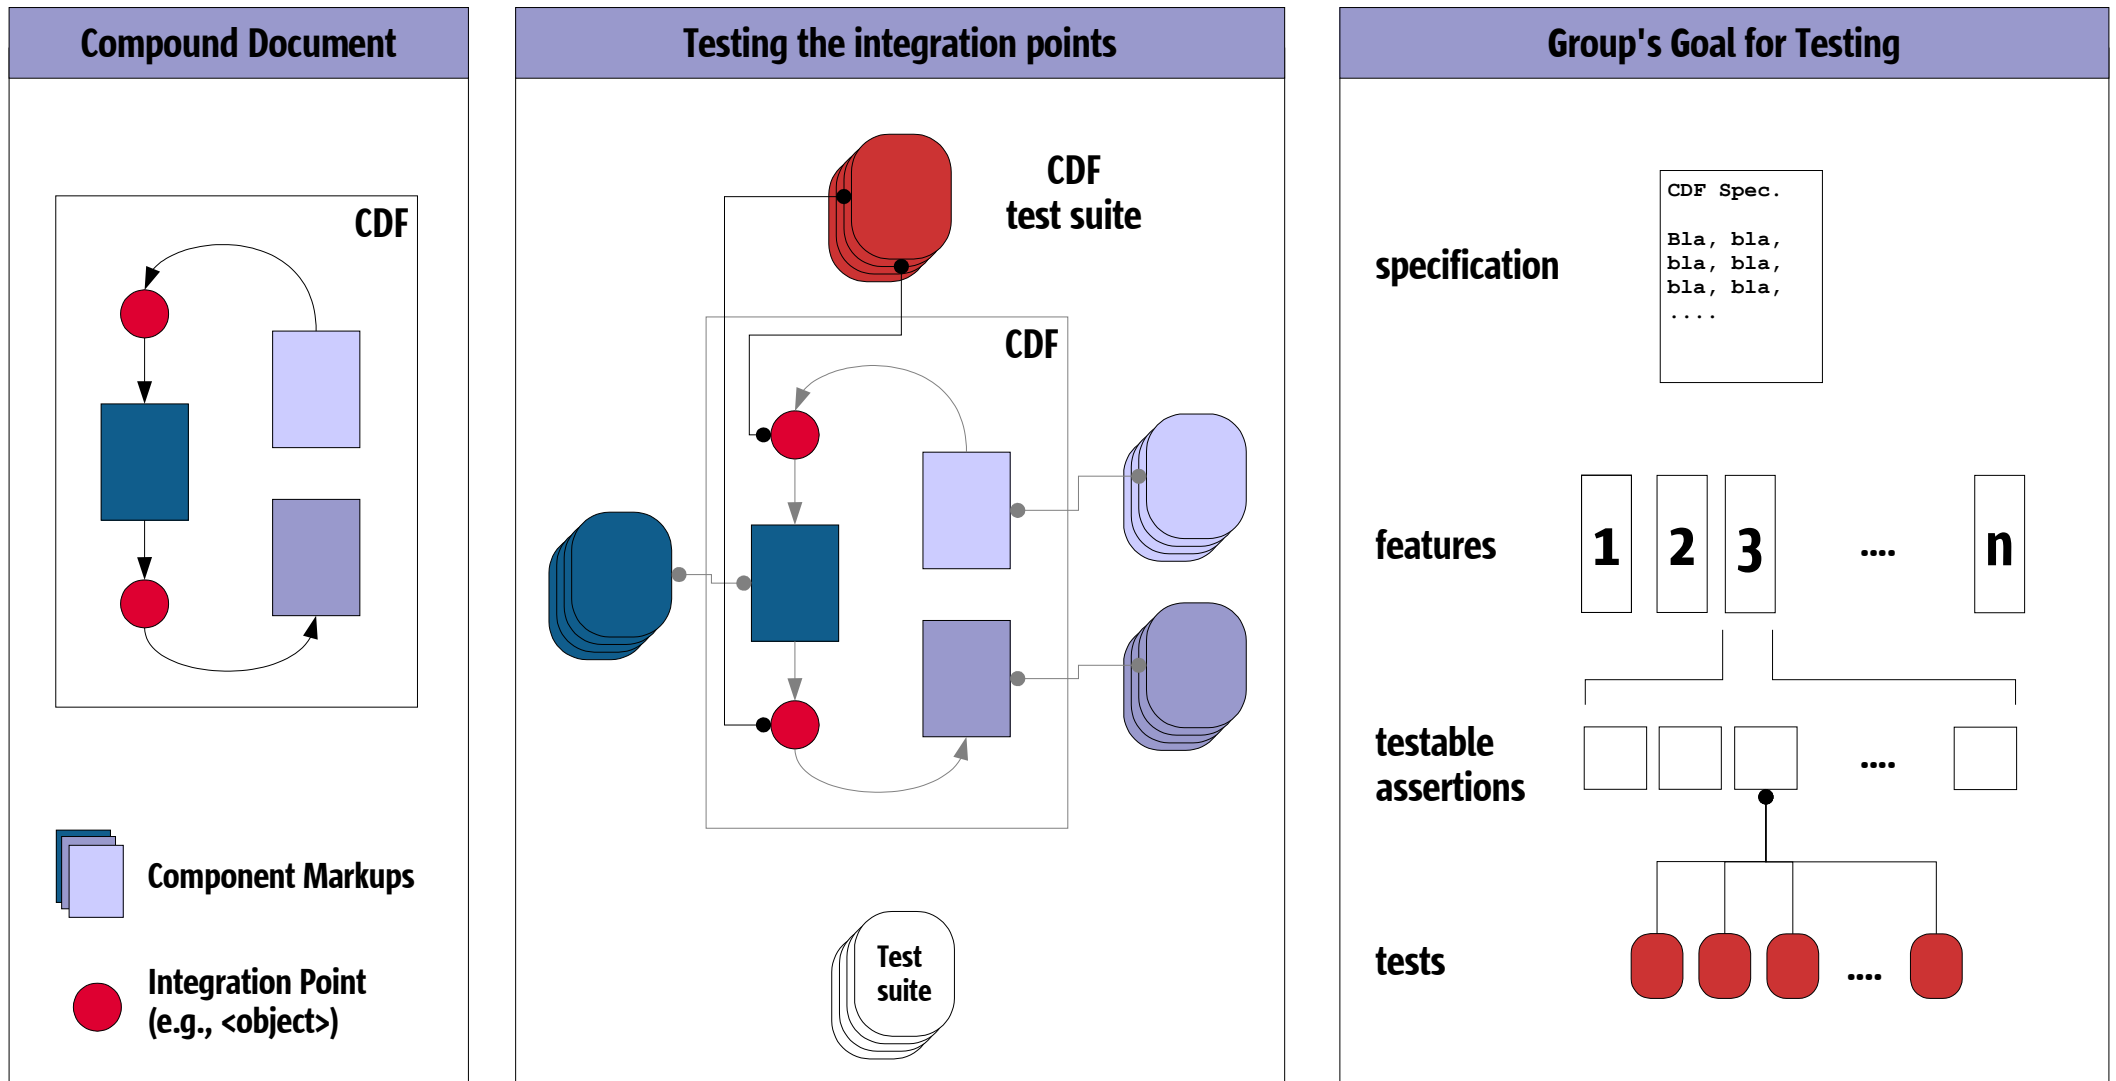 Compound Document
CDF
Component Markups
Integration Point
(e.g., <object>)
Testing the integration points
CDF
test suite
CDF
Test
suite
Group's Goal for Testing
specification
CDF Spec.
Bla, bla,
bla, bla,
bla, bla,
....
features
1 2 3 .... n
testable
assertions
....
tests
....